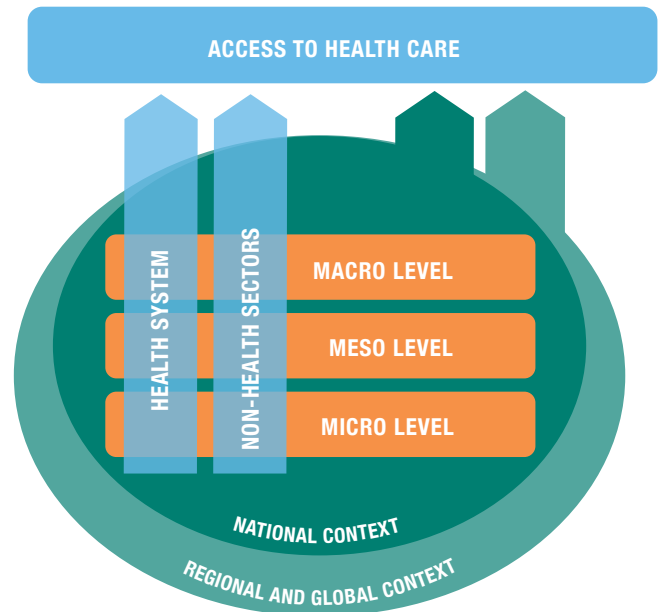 ACCESS TO HEALTH CARE
HEALTH SYSTEM
NON-HEALTH SECTORS
MACRO LEVEL
MESO LEVEL
MICRO LEVEL
NATIONAL CONTEXT
REGIONAL AND GLOBAL CONTEXT